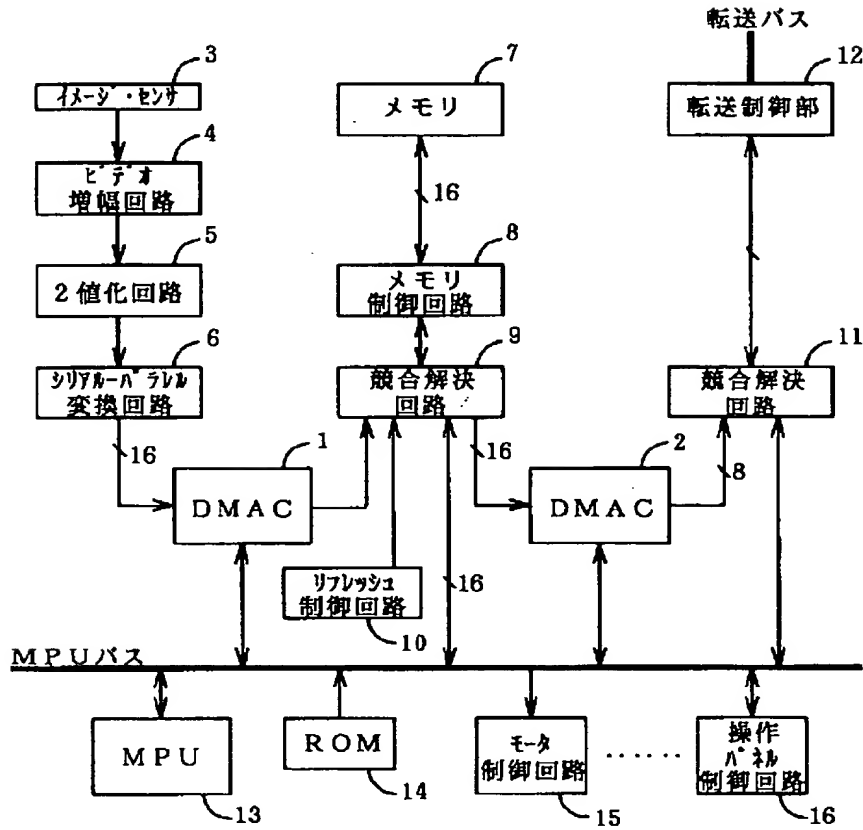 転送バス
3
イメージ・センサ
7
メモリ
12
転送制御部
4
ビデオ
増幅回路
16
5
2値化回路
8
メモリ
制御回路
6
シリアル-パラレル
変換回路
9
競合解決
回路
11
競合解決
回路
16
1
DMAC
16
2
DMAC
8
リフレッシュ
制御回路
10
16
MPUバス
MPU
13
ROM
14
モータ
制御回路
15
......
操作
パネル
制御回路
16